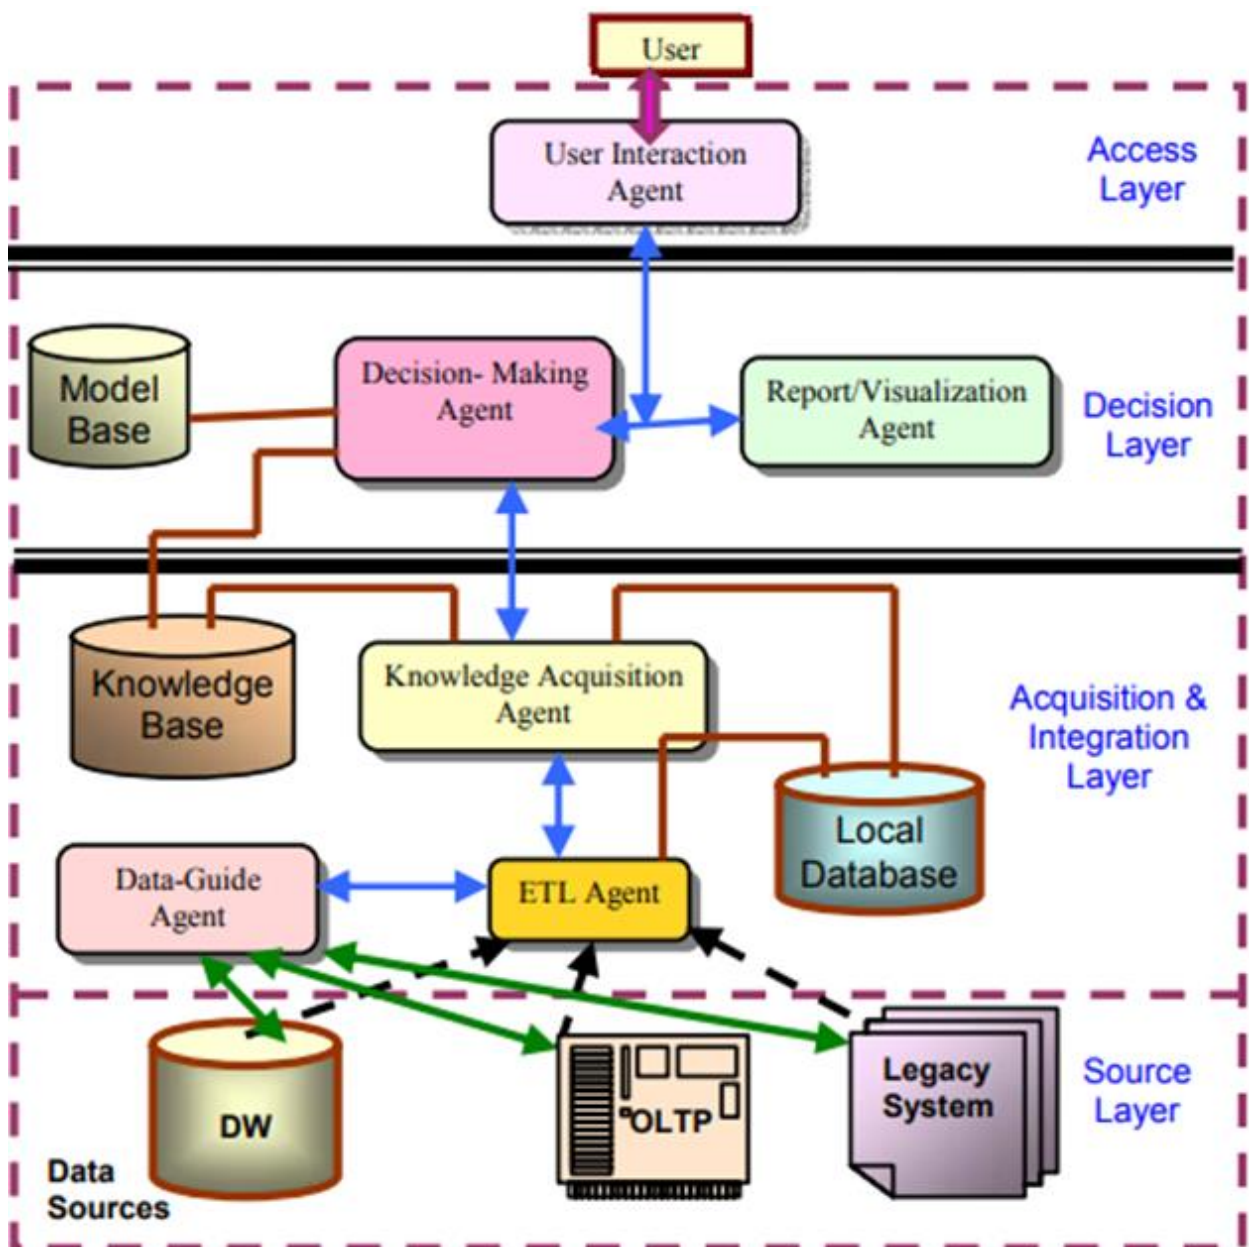 User
User Interaction
Agent
Access
Layer
Model
Base
Decision- Making
Agent
Report/Visualization
Agent
Decision
Layer
Knowledge
Base
Knowledge Acquisition
Agent
Acquisition &
Integration
Layer
Local
Database
Data-Guide
Agent
ETL Agent
DW
OLTP
Legacy
System
Source
Layer
Data
Sources